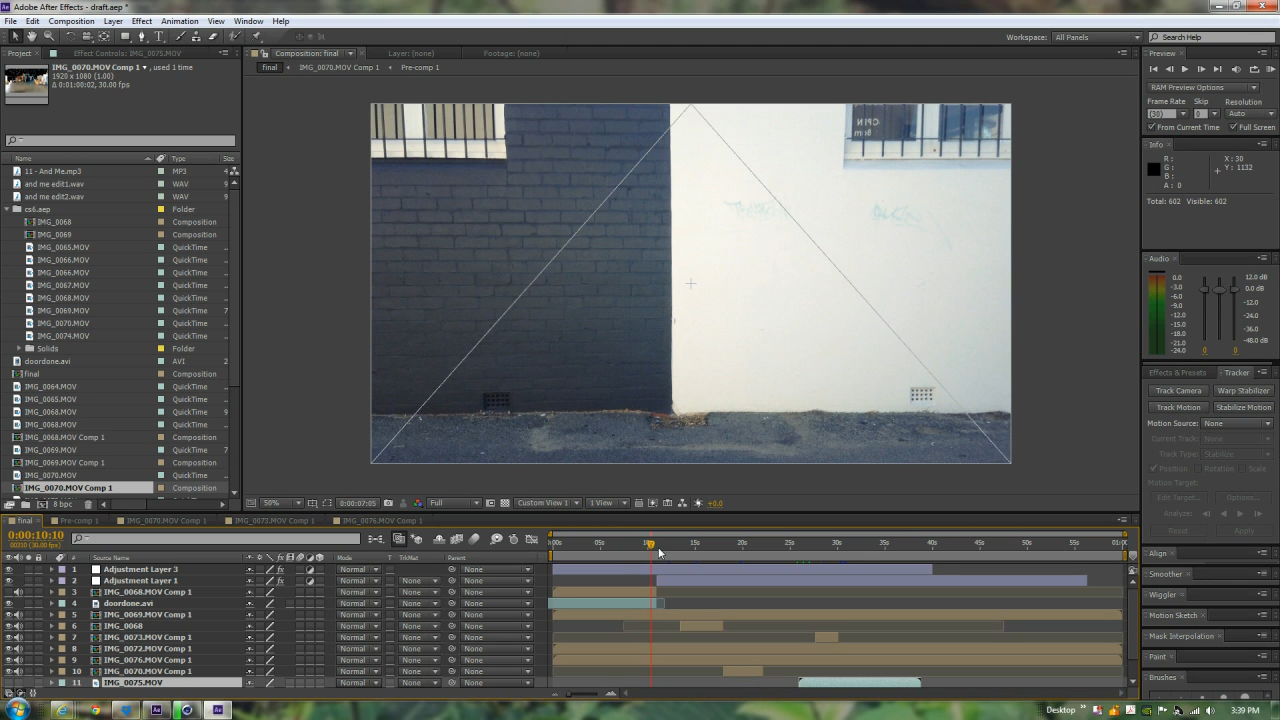 Adobe After Effects - draft.aep *
File Edit Composition Layer Effect Animation View Window Help
Workspace: All Panels
Search Help
Project Effect Controls: IMG_0075.MOV
Composition: final Layer: (none) Footage: (none)
final IMG_0070.MOV Comp 1 Pre-comp 1
IMG_0070.MOV Comp 1 , used 1 time
1920 x 1080 (1.00)
Δ 0:01:00:02, 30.00 fps
Name Type Size
11 - And Me.mp3 MP3
and me edit1.wav WAV
and me edit2.wav WAV
cs6.aep Folder
IMG_0068 Composition
IMG_0069 Composition
IMG_0065.MOV QuickTime
IMG_0066.MOV QuickTime
IMG_0067.MOV QuickTime
IMG_0068.MOV QuickTime
IMG_0069.MOV QuickTime
IMG_0070.MOV QuickTime
IMG_0074.MOV QuickTime
Solids Folder
doordone.avi AVI
final Composition
IMG_0064.MOV QuickTime
IMG_0065.MOV QuickTime
IMG_0068.MOV QuickTime
IMG_0068.MOV QuickTime
IMG_0068.MOV Comp 1 Composition
IMG_0069.MOV QuickTime
IMG_0069.MOV Comp 1 Composition
IMG_0070.MOV QuickTime
IMG_0070.MOV Comp 1 Composition
8 bpc
50% 0:00:07:05 Full Custom View 1 1 View +0.0
Preview
RAM Preview Options
Frame Rate Skip Resolution
(30) 0 Auto
From Current Time Full Screen
Info
R: X: 30
G: Y: 1132
B:
A: 0
Total: 602 Visible: 602
Audio
0.0 12.0 dB
-3.0 0.0 dB
-6.0 -12.0
-9.0
-12.0 -24.0
-15.0
-18.0 -36.0
-21.0
-24.0 -48.0 dB
0 0
Effects & Presets Tracker
Track Camera Warp Stabilizer
Track Motion Stabilize Motion
Motion Source: None
Current Track: None
Track Type: Stabilize
Position Rotation Scale
Motion Target:
Edit Target... Options...
Analyze:
Reset Apply
Align
Smoother
Wiggler
Motion Sketch
Mask Interpolation
Paint
Brushes
final Pre-comp 1 IMG_0070.MOV Comp 1 IMG_0073.MOV Comp 1 IMG_0076.MOV Comp 1
0:00:10:10
00310 (30.00 fps)
05s 15s 20s 25s 30s 35s 40s 45s 50s 55s 01:00
# Source Name Mode T TrkMat Parent
1 Adjustment Layer 3 Normal None
2 Adjustment Layer 1 Normal None None
3 IMG_0068.MOV Comp 1 Normal None None
4 doordone.avi Normal None None
5 IMG_0069.MOV Comp 1 Normal None None
6 IMG_0068 Normal None None
7 IMG_0073.MOV Comp 1 Normal None None
8 IMG_0072.MOV Comp 1 Normal None None
9 IMG_0076.MOV Comp 1 Normal None None
10 IMG_0070.MOV Comp 1 Normal None None
11 IMG_0075.MOV Normal None None
Desktop 3:39 PM